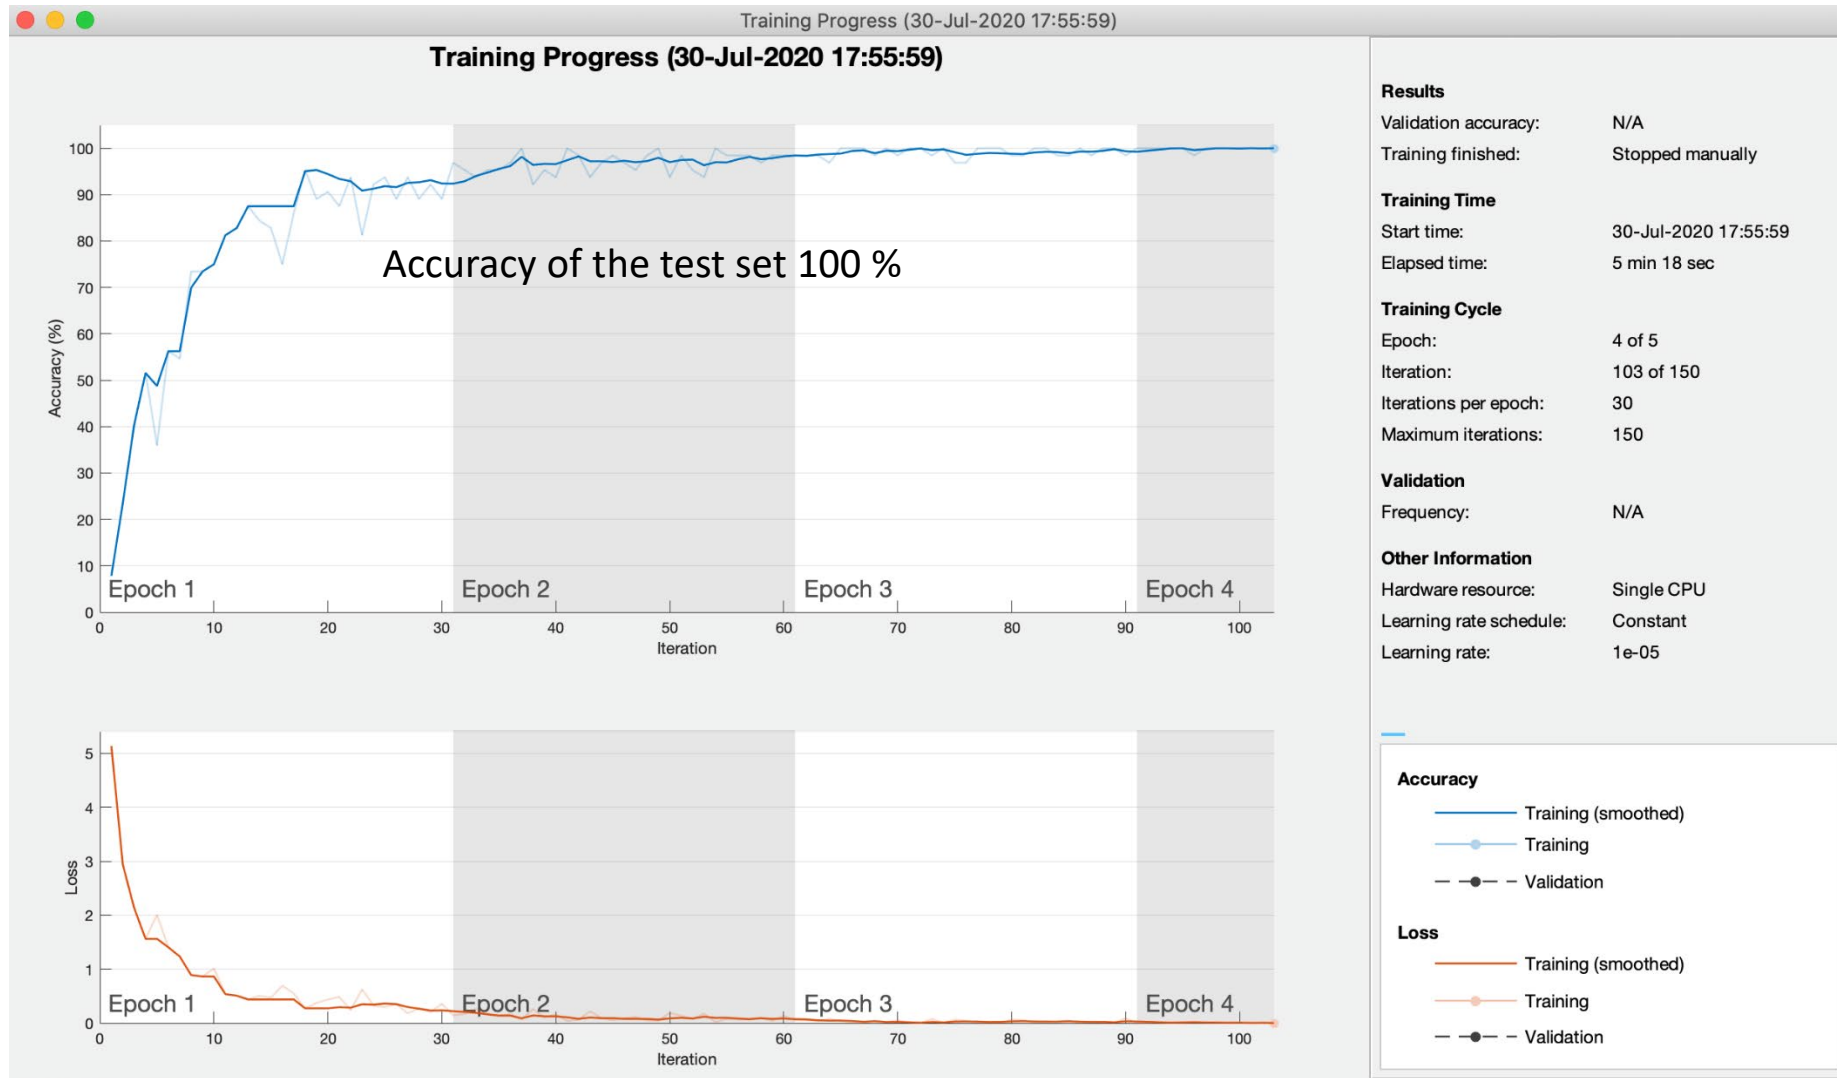 Training Progress (30-Jul-2020 17:55:59)
Training Progress (30-Jul-2020 17:55:59)
100
90
80
70
60
50
40
30
20
10
0
Accuracy (%)
Accuracy of the test set 100 %
Epoch 1
Epoch 2
Epoch 3
Epoch 4
0 10 20 30 40 50 60 70 80 90 100
Iteration
5
4
3
2
1
0
Loss
Epoch 1
Epoch 2
Epoch 3
Epoch 4
0 10 20 30 40 50 60 70 80 90 100
Iteration
Results
Validation accuracy: N/A
Training finished: Stopped manually
Training Time
Start time: 30-Jul-2020 17:55:59
Elapsed time: 5 min 18 sec
Training Cycle
Epoch: 4 of 5
Iteration: 103 of 150
Iterations per epoch: 30
Maximum iterations: 150
Validation
Frequency: N/A
Other Information
Hardware resource: Single CPU
Learning rate schedule: Constant
Learning rate: 1e-05
Accuracy
Training (smoothed)
Training
Validation
Loss
Training (smoothed)
Training
Validation